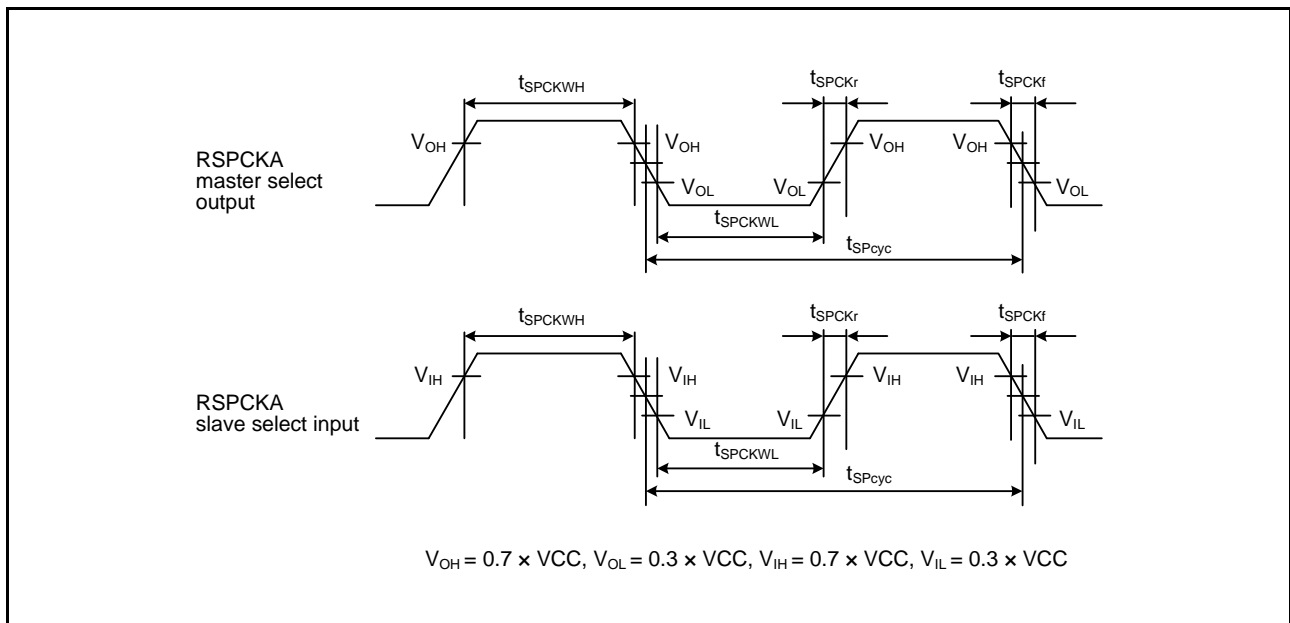 tSPCKWH
tSPCKr
tSPCKf
VOH
VOH
VOH
VOH
RSPCKA
master select
output
VOL
VOL
VOL
tSPCKWL
tSPcyc
tSPCKWH
tSPCKr
tSPCKf
VIH
VIH
VIH
VIH
RSPCKA
slave select input
VIL
VIL
VIL
tSPCKWL
tSPcyc
VOH = 0.7 × VCC, VOL = 0.3 × VCC, VIH = 0.7 × VCC, VIL = 0.3 × VCC